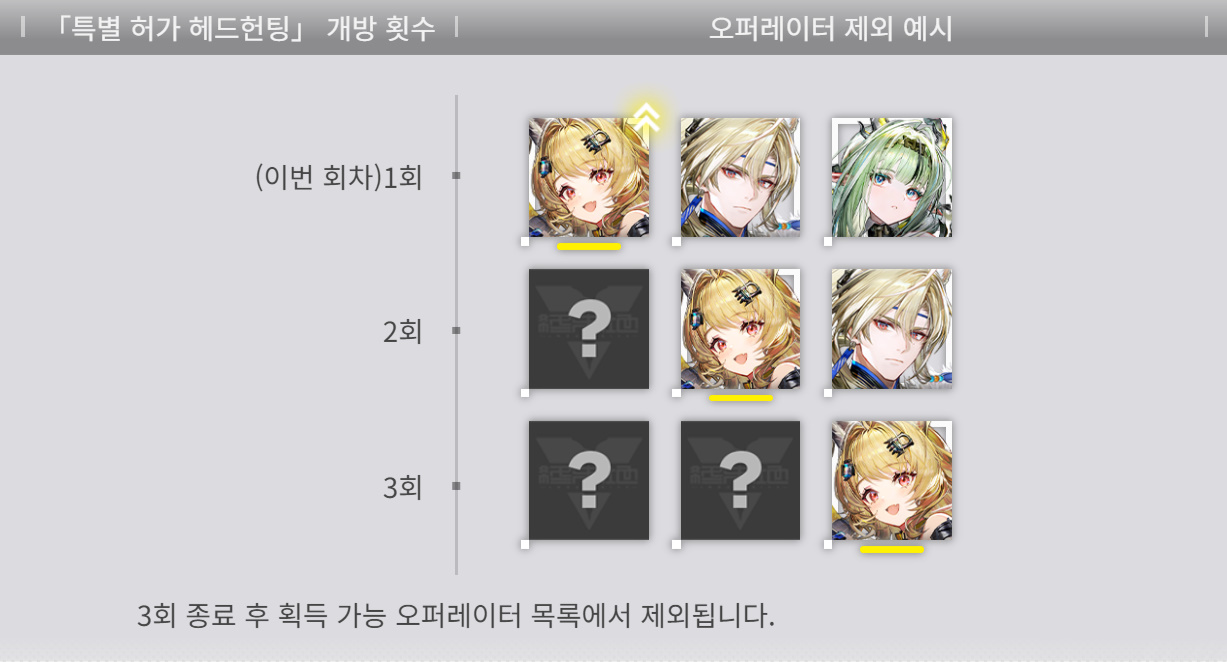 「특별 허가 헤드헌팅」 개방 횟수
오퍼레이터 제외 예시
(이번 회차)1회
2회
?
3회
? ?
3회 종료 후 획득 가능 오퍼레이터 목록에서 제외됩니다.